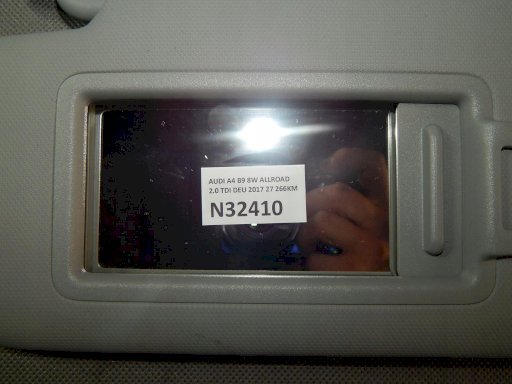 AUDI A4 B9 8W ALLROAD
2.0 TDI DEU 2017 27 266KM
N32410